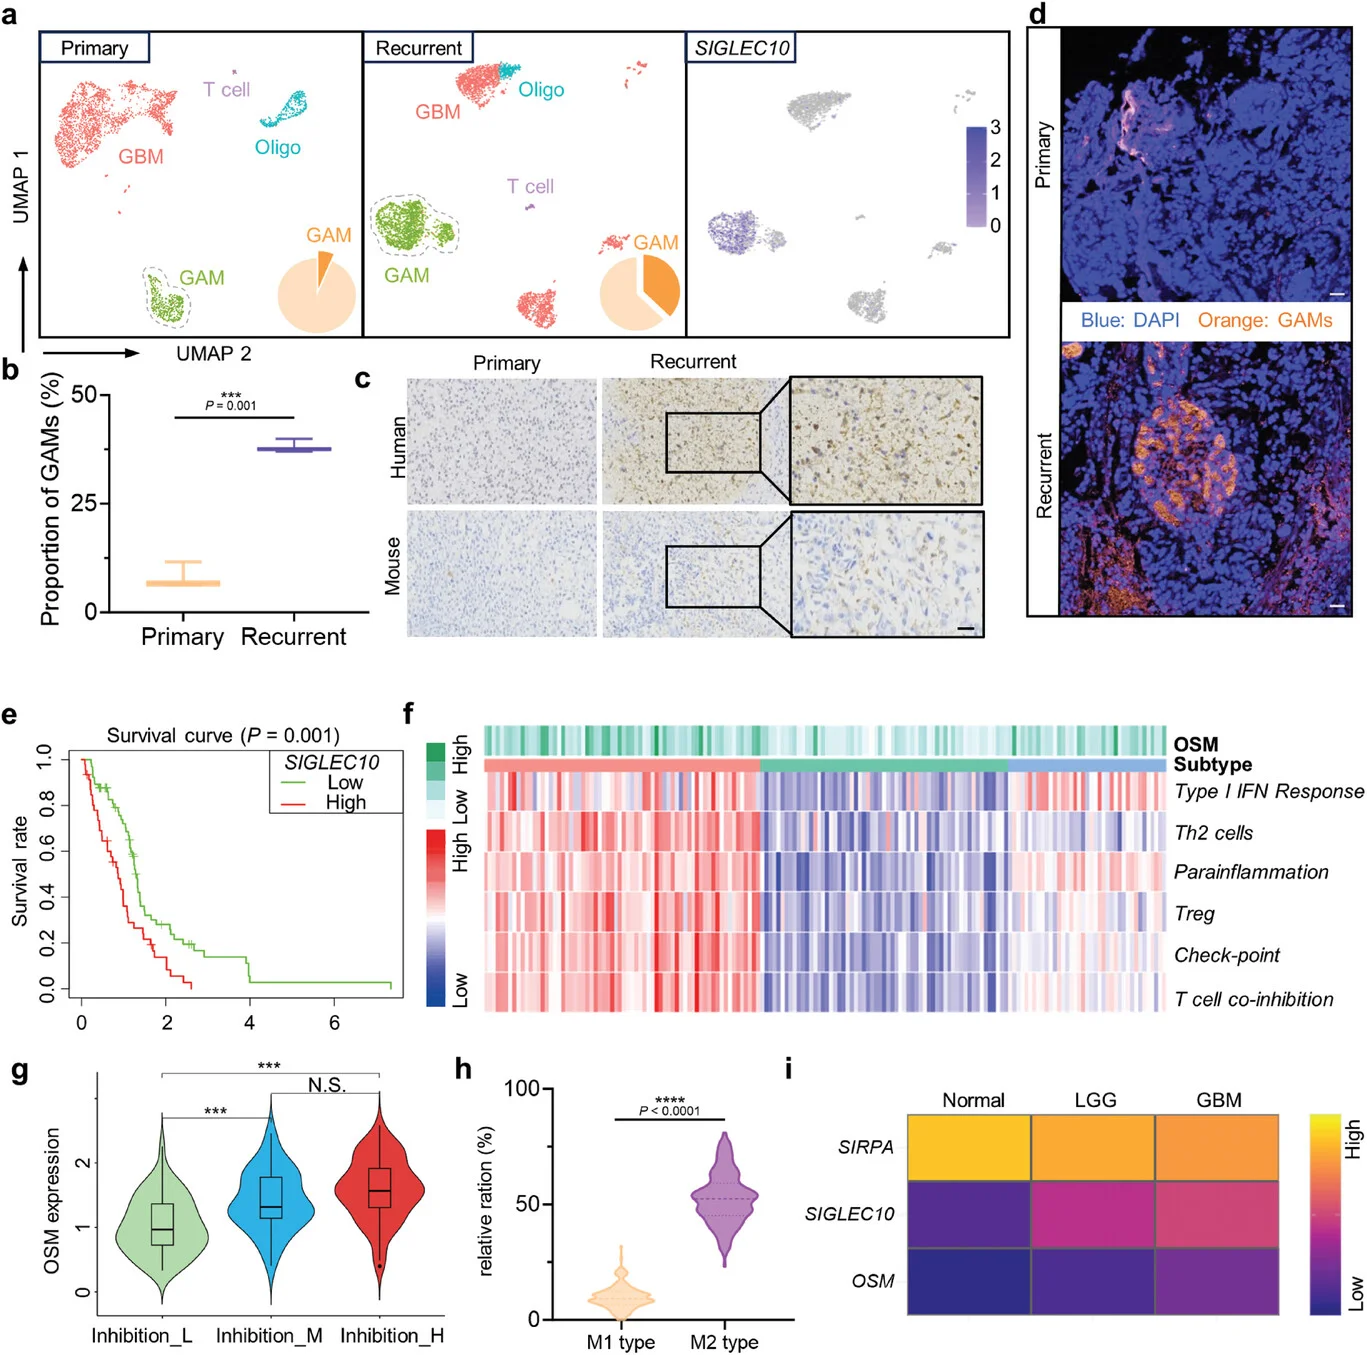 a
Primary
Recurrent
SIGLEC10
T cell
Oligo
GBM
GAM
GAM
GBM
Oligo
T cell
GAM
GAM
3
2
1
0
UMAP 1
UMAP 2
b
Proportion of GAMs (%)
50
25
0
***
P = 0.001
Primary
Recurrent
c
Primary
Recurrent
Human
Mouse
d
Primary
Blue: DAPI Orange: GAMs
Recurrent
e
Survival curve (P = 0.001)
SIGLEC10
Low
High
Survival rate
1.0
0.8
0.6
0.4
0.2
0.0
0
2
4
6
f
High
Low
High
Low
OSM
Subtype
Type I IFN Response
Th2 cells
Parainflammation
Treg
Check-point
T cell co-inhibition
g
OSM expression
2
1
0
***
***
N.S.
Inhibition_L
Inhibition_M
Inhibition_H
h
relative ration (%)
100
50
0
****
P < 0.0001
M1 type
M2 type
i
Normal
LGG
GBM
SIRPA
SIGLEC10
OSM
High
Low